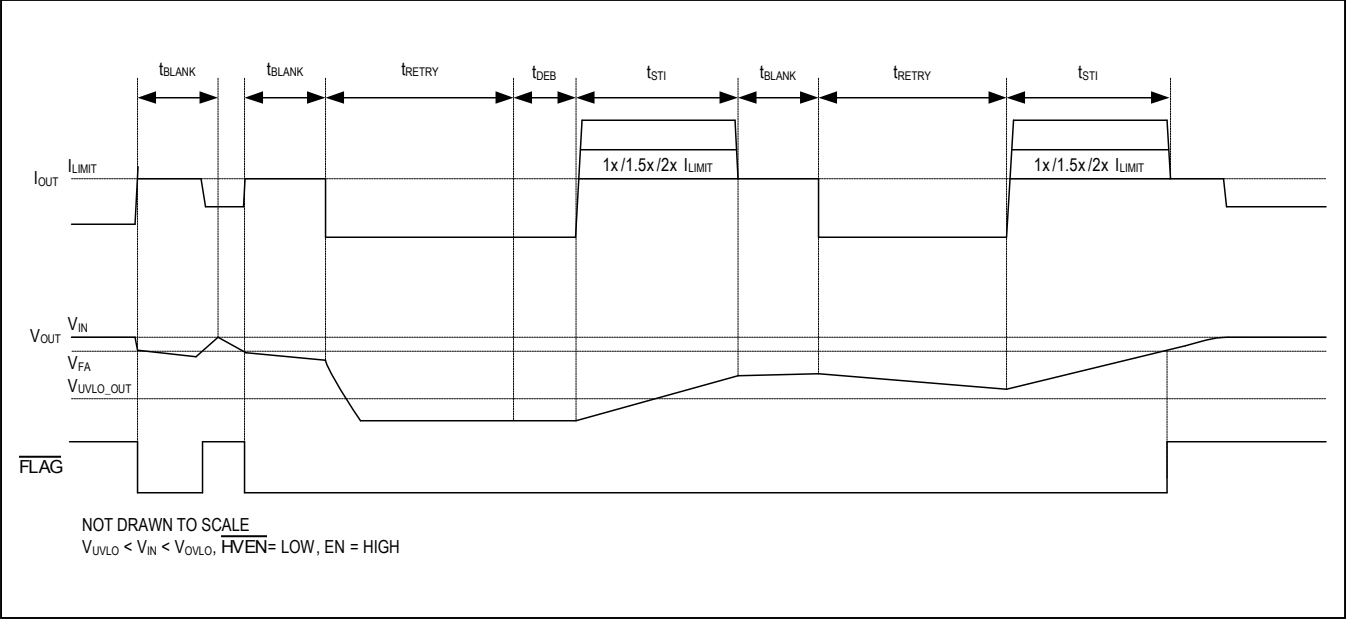 tBLANK tBLANK tRETRY tDEB tSTI tBLANK tRETRY tSTI
ILIMIT
IOUT
1x /1.5x /2x ILIMIT 1x /1.5x /2x ILIMIT
VIN
VOUT
VFA
VUVLO_OUT
FLAG
NOT DRAWN TO SCALE
VUVLO < VIN < VOVLO, HVEN= LOW, EN = HIGH